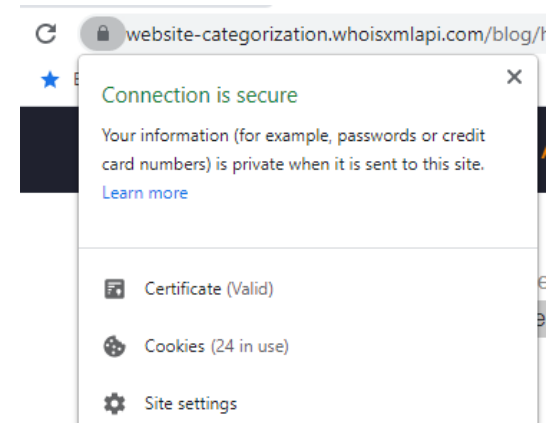 website-categorization.whoisxmlapi.com/blog/
Connection is secure
Your information (for example, passwords or credit
card numbers) is private when it is sent to this site.
Learn more
Certificate (Valid)
Cookies (24 in use)
Site settings